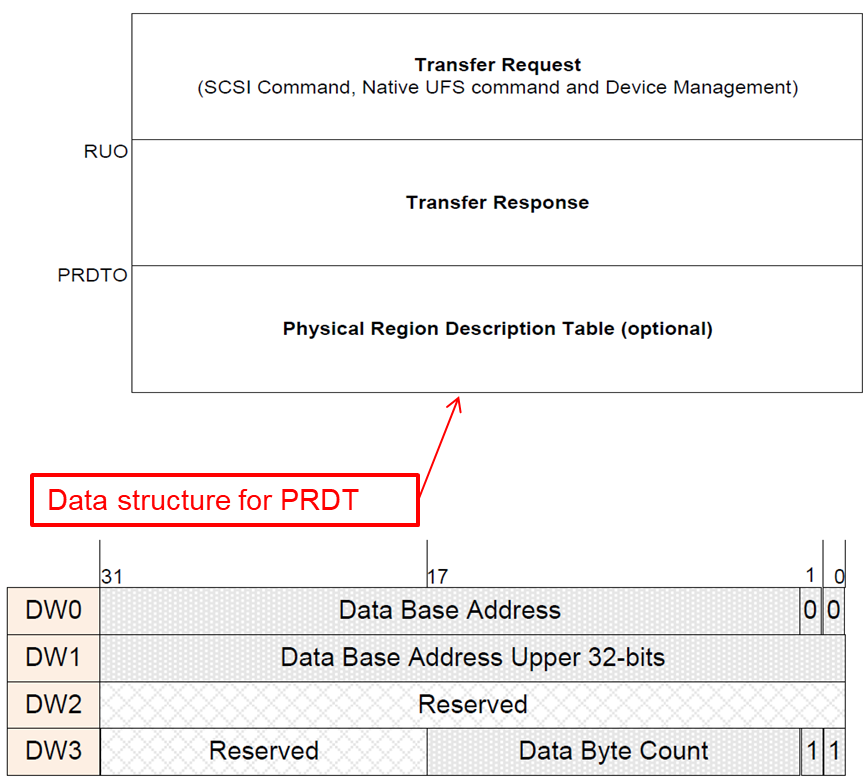 Transfer Request
(SCSI Command, Native UFS command and Device Management)
RUO
Transfer Response
PRDTO
Physical Region Description Table (optional)
Data structure for PRDT
31 17 1 0
DW0 Data Base Address 0 0
DW1 Data Base Address Upper 32-bits
DW2 Reserved
DW3 Reserved Data Byte Count 1 1